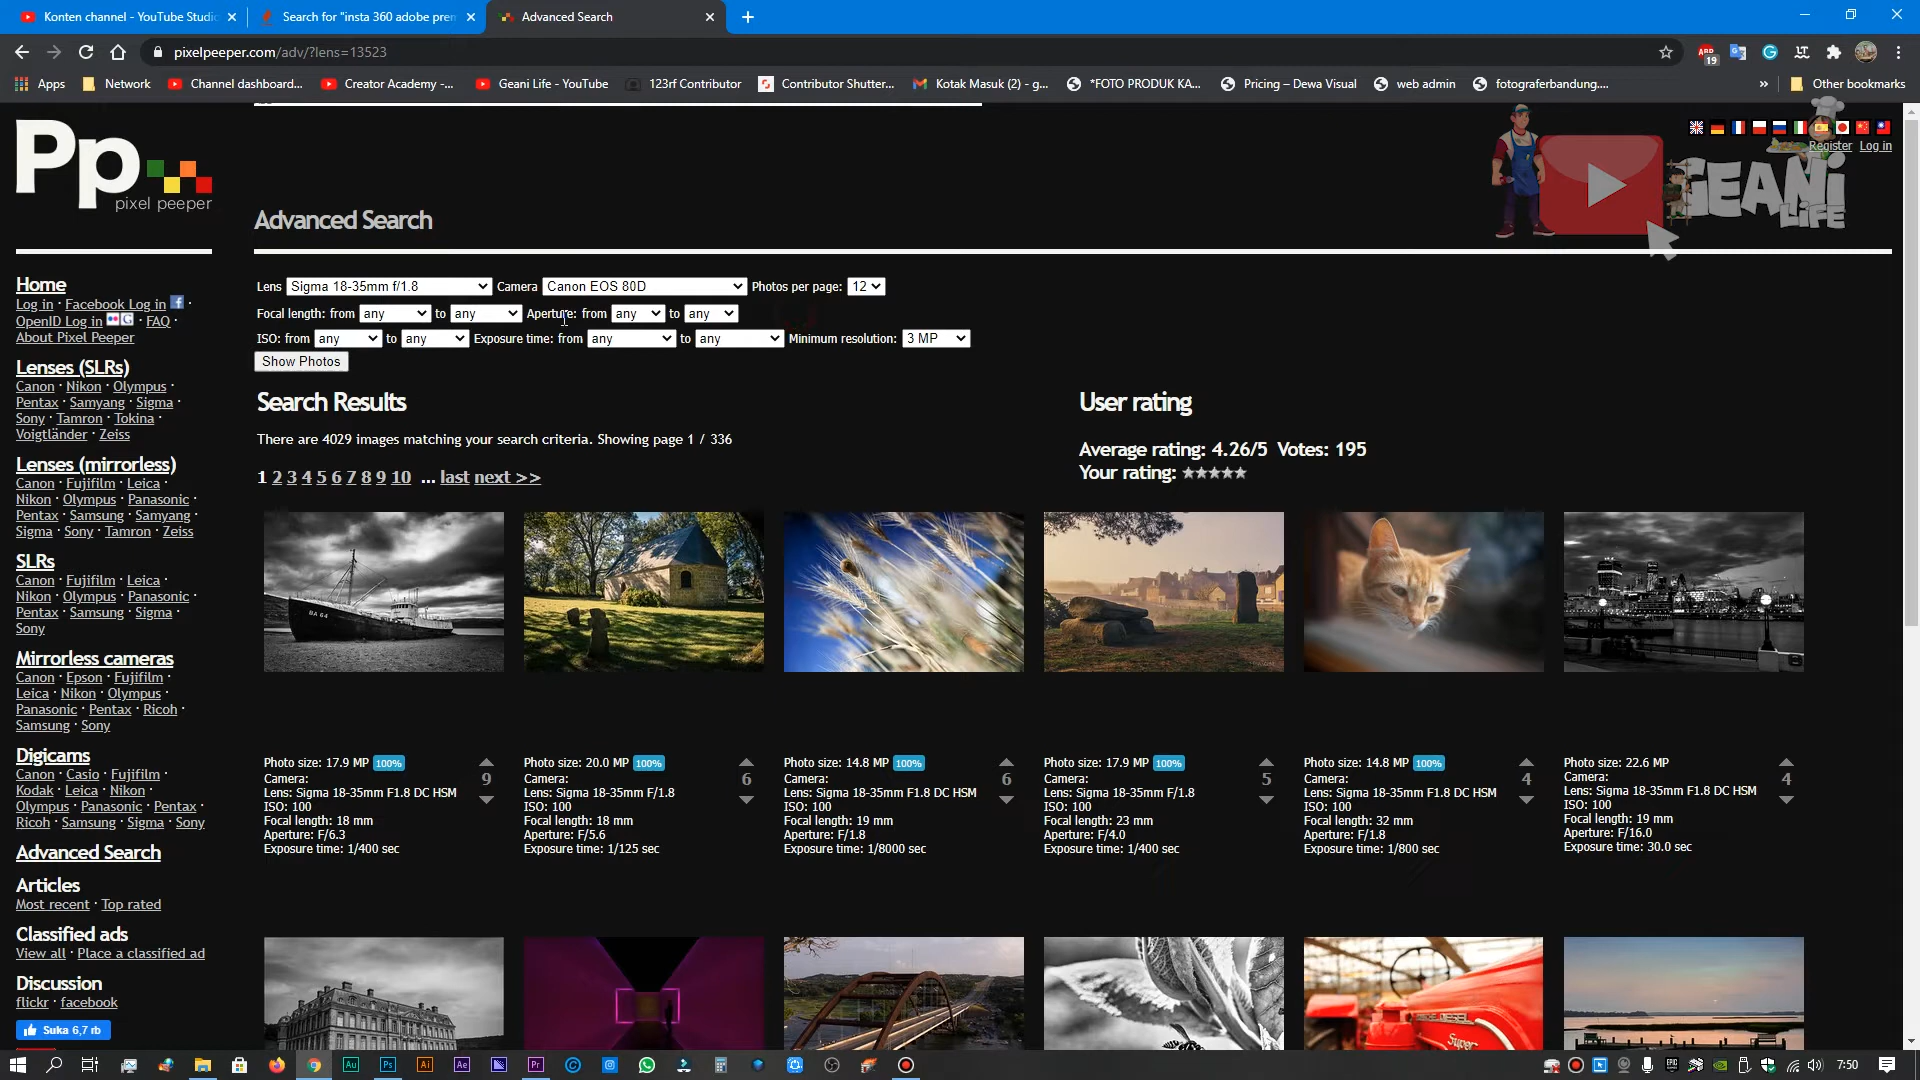 Konten channel - YouTube Studi
Search for "insta 360 adobe prem
Advanced Search
pixelpeeper.com/adv/?lens=13523
ABP
19
Apps
Network
Channel dashboard...
Creator Academy -...
Geani Life - YouTube
123rf Contributor
Contributor Shutter...
Kotak Masuk (2) - g...
*FOTO PRODUK KA...
Pricing – Dewa Visual
web admin
fotograferbandung....
»
Other bookmarks
Pp
pixel peeper
Register Log in
GEANi
LiFE
Advanced Search
Lens Sigma 18-35mm f/1.8 Camera Canon EOS 80D Photos per page: 12
Focal length: from any to any Aperture: from any to any
ISO: from any to any Exposure time: from any to any Minimum resolution: 3 MP
Show Photos
Home
Log in · Facebook Log in ·
OpenID Log in · FAQ ·
About Pixel Peeper
Lenses (SLRs)
Canon · Nikon · Olympus ·
Pentax · Samyang · Sigma ·
Sony · Tamron · Tokina ·
Voigtländer · Zeiss
Lenses (mirrorless)
Canon · Fujifilm · Leica ·
Nikon · Olympus · Panasonic ·
Pentax · Samsung · Samyang ·
Sigma · Sony · Tamron · Zeiss
SLRs
Canon · Fujifilm · Leica ·
Nikon · Olympus · Panasonic ·
Pentax · Samsung · Sigma ·
Sony
Mirrorless cameras
Canon · Epson · Fujifilm ·
Leica · Nikon · Olympus ·
Panasonic · Pentax · Ricoh ·
Samsung · Sony
Digicams
Canon · Casio · Fujifilm ·
Kodak · Leica · Nikon ·
Olympus · Panasonic · Pentax ·
Ricoh · Samsung · Sigma · Sony
Advanced Search
Articles
Most recent · Top rated
Classified ads
View all · Place a classified ad
Discussion
flickr · facebook
Suka 6,7 rb
Search Results
There are 4029 images matching your search criteria. Showing page 1 / 336
1 2 3 4 5 6 7 8 9 10 ... last next >>
User rating
Average rating: 4.26/5 Votes: 195
Your rating: ★★★★★
BA 64
Photo size: 17.9 MP 100%
Camera:
Lens: Sigma 18-35mm F1.8 DC HSM
ISO: 100
Focal length: 18 mm
Aperture: F/6.3
Exposure time: 1/400 sec
9
Photo size: 20.0 MP 100%
Camera:
Lens: Sigma 18-35mm F/1.8
ISO: 100
Focal length: 18 mm
Aperture: F/5.6
Exposure time: 1/125 sec
6
Photo size: 14.8 MP 100%
Camera:
Lens: Sigma 18-35mm F1.8 DC HSM
ISO: 100
Focal length: 19 mm
Aperture: F/1.8
Exposure time: 1/8000 sec
6
Photo size: 17.9 MP 100%
Camera:
Lens: Sigma 18-35mm F/1.8
ISO: 100
Focal length: 23 mm
Aperture: F/4.0
Exposure time: 1/400 sec
5
Photo size: 14.8 MP 100%
Camera:
Lens: Sigma 18-35mm F1.8 DC HSM
ISO: 100
Focal length: 32 mm
Aperture: F/1.8
Exposure time: 1/800 sec
4
Photo size: 22.6 MP
Camera:
Lens: Sigma 18-35mm F1.8 DC HSM
ISO: 100
Focal length: 19 mm
Aperture: F/16.0
Exposure time: 30.0 sec
4
Super
Au
Ps
Ai
Ae
Pr
7:50